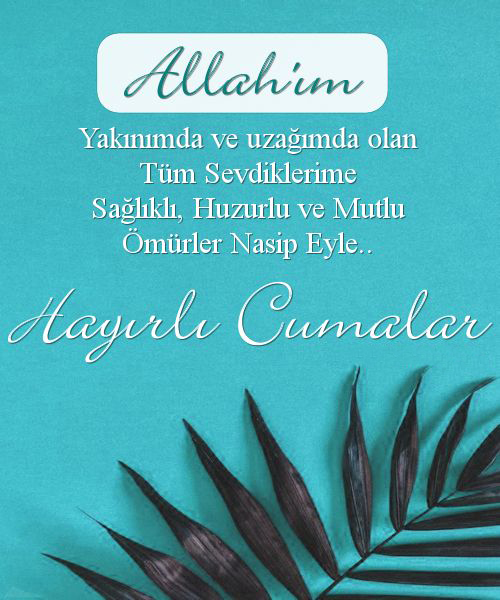 Allah'ım
Yakınımda ve uzağımda olan
Tüm Sevdiklerime
Sağlıklı, Huzurlu ve Mutlu
Ömürler Nasip Eyle..
Hayırlı Cumalar